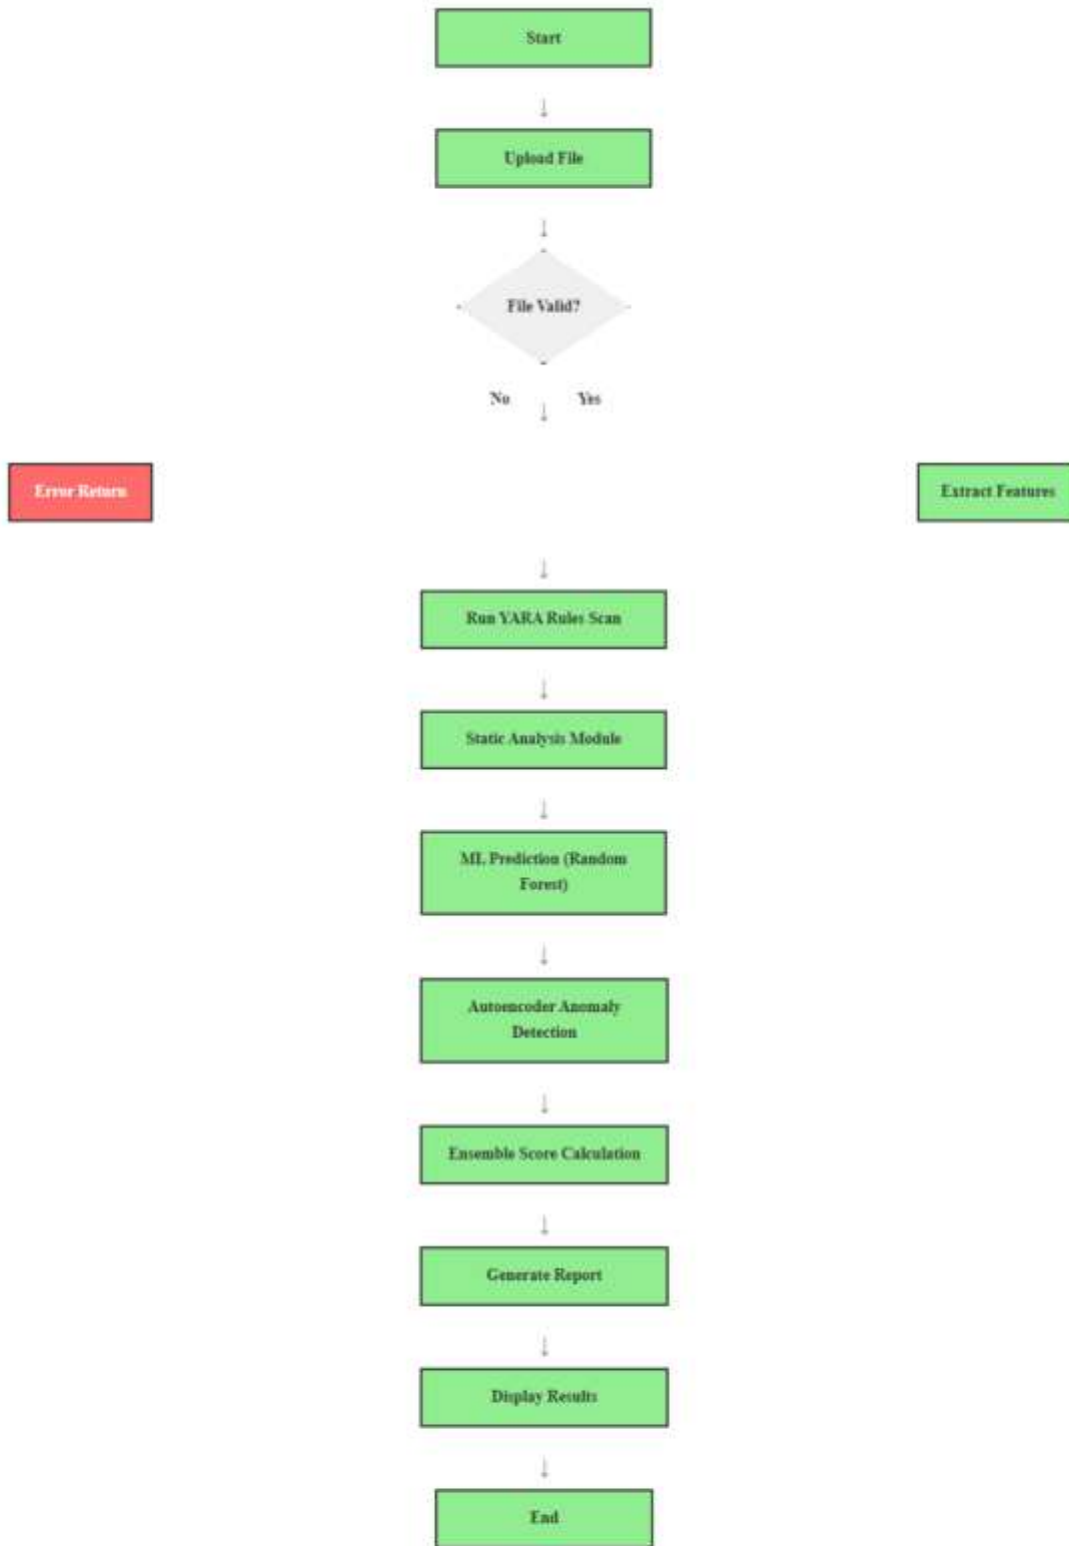 Start
Upload File
File Valid?
No
Yes
Error Return
Extract Features
Run YARA Rules Scan
Static Analysis Module
ML Prediction (Random
Forest)
Autoencoder Anomaly
Detection
Ensemble Score Calculation
Generate Report
Display Results
End